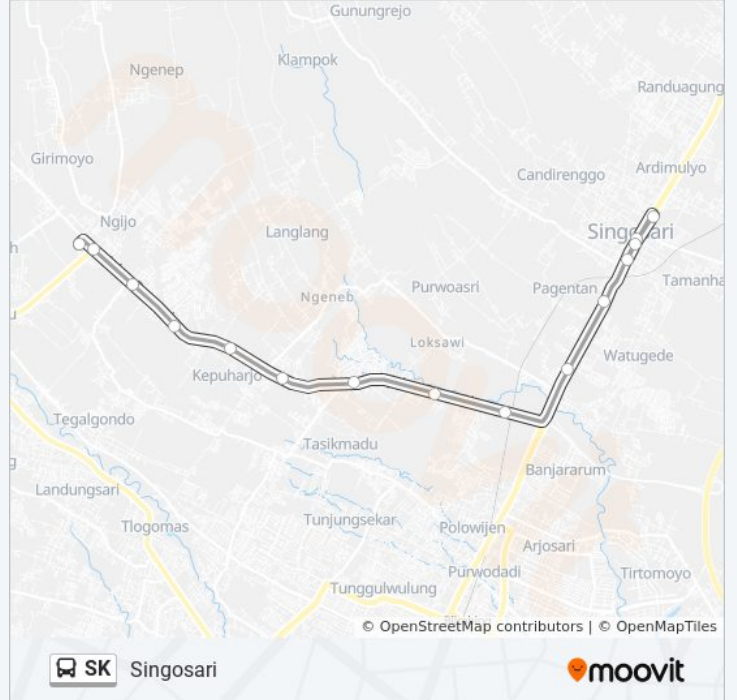 Gunungrejo
Klampok
Ngenep
Randuagung
Girimoyo
Ardimulyo
Candirenggo
Ngijo
Singosari
Langlang
h
Tamanha
Purwoasri
Pagentan
Ngeneb
u
Loksawi
Watugede
Kepuharjo
Tegalgondo
Tasikmadu
g
Banjararum
Landungsari
Tlogomas
Tunjungsekar
Polowijen
Arjosari
Purwodadi
Tirtomoyo
Tunggulwulung
© OpenStreetMap contributors | © OpenMapTiles
SK Singosari
moovit